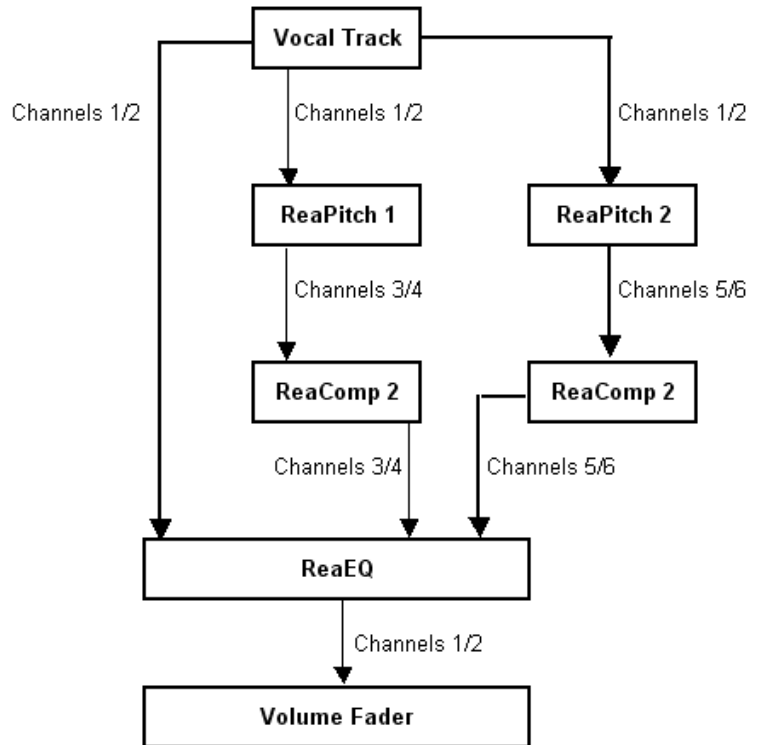 Vocal Track
Channels 1/2
Channels 1/2
Channels 1/2
ReaPitch 1
ReaPitch 2
Channels 3/4
Channels 5/6
ReaComp 2
ReaComp 2
Channels 3/4
Channels 5/6
ReaEQ
Channels 1/2
Volume Fader